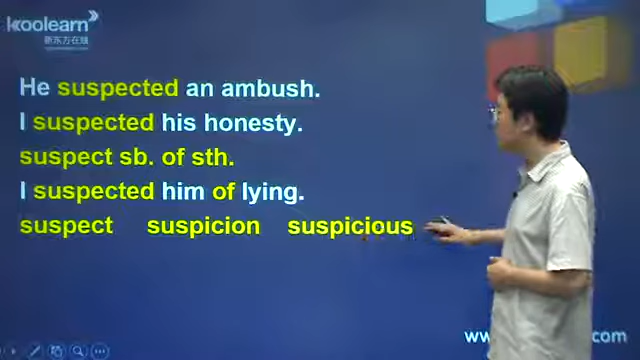 koolearn
新东方在线
He suspected an ambush.
I suspected his honesty.
suspect sb. of sth.
I suspected him of lying.
suspect suspicion suspicious